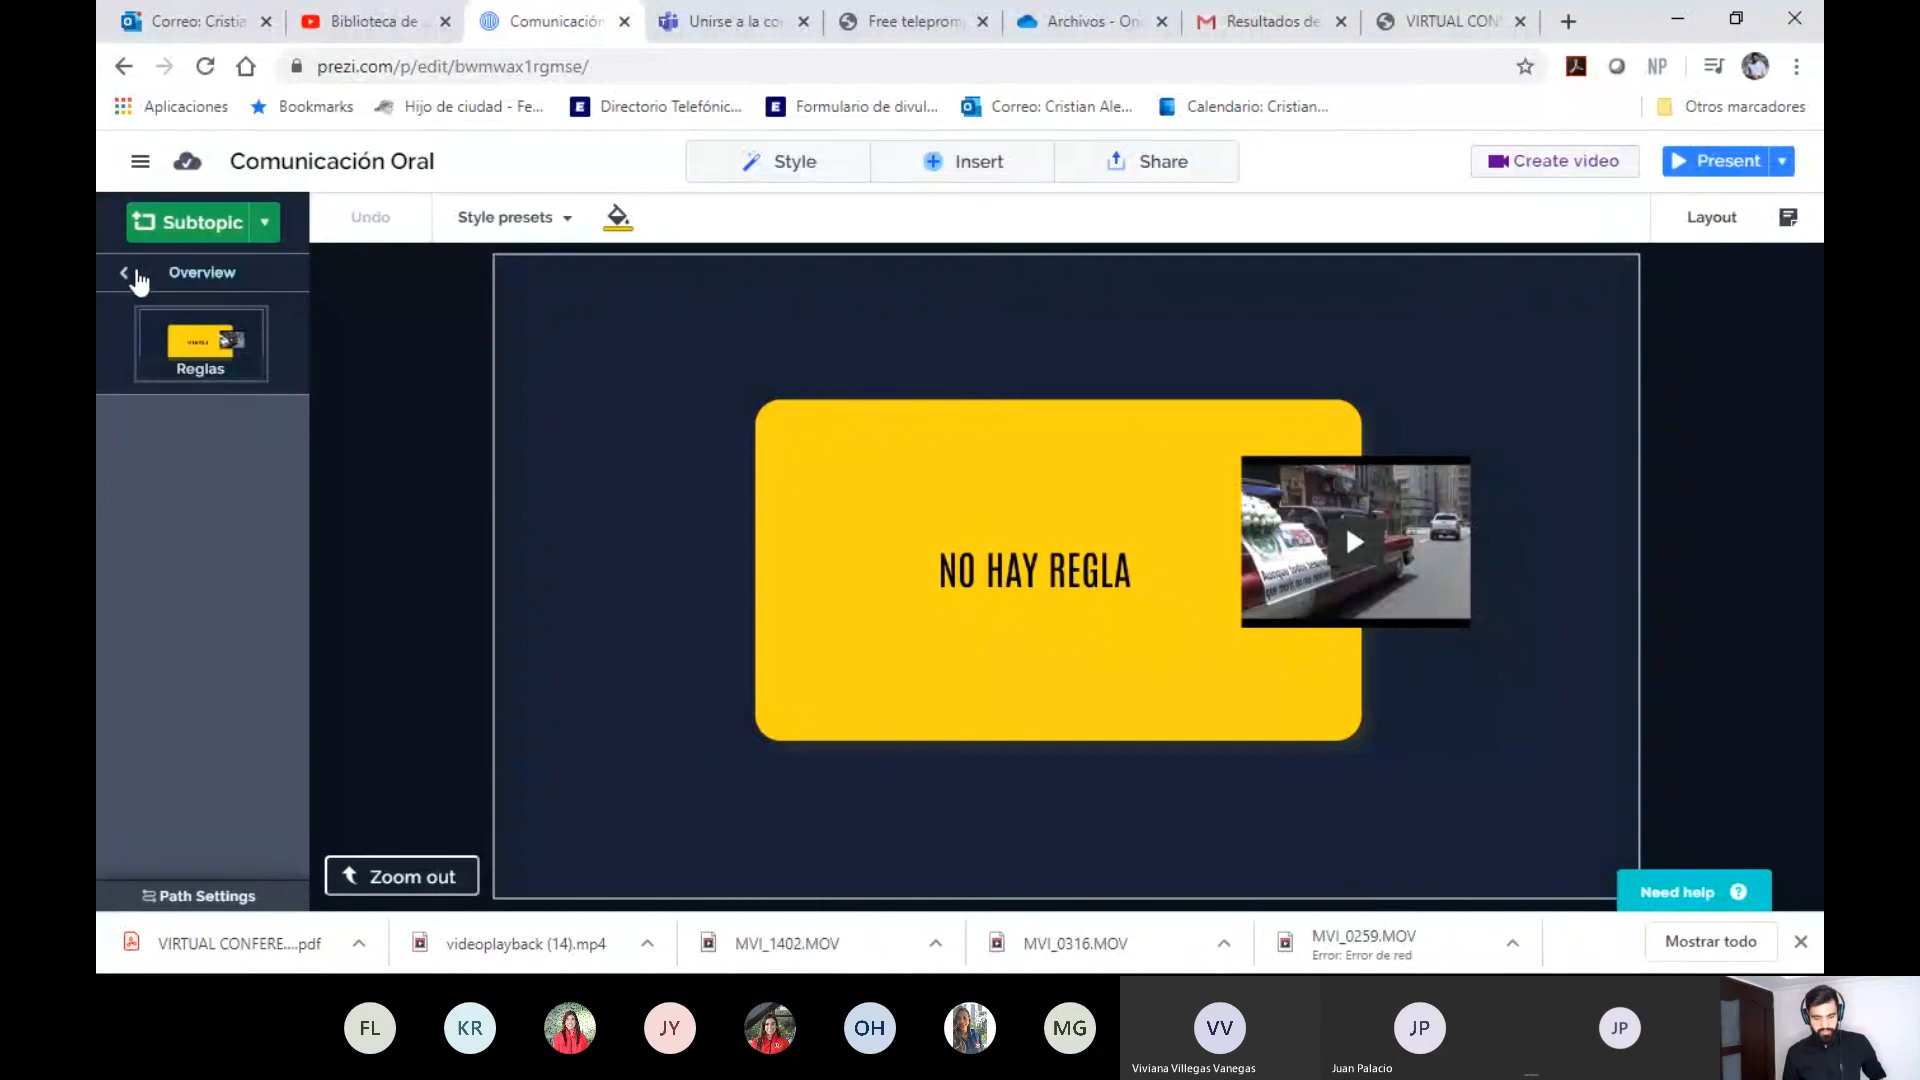 Correo: Cristia
Biblioteca de
Comunicación
Unirse a la co
Free teleprom
Archivos - On
Resultados de
VIRTUAL CON
prezi.com/p/edit/bwmwax1rgmse/
NP
Aplicaciones
Bookmarks
Hijo de ciudad - Fe...
E
Directorio Telefónic...
E
Formulario de divul...
Correo: Cristian Ale...
Calendario: Cristian...
Otros marcadores
Comunicación Oral
Style
Insert
Share
Create video
Present
Subtopic
Undo
Style presets
Layout
Overview
Reglas
NO HAY REGLA
Aunque todos
Zoom out
Path Settings
Need help ?
VIRTUAL CONFERE....pdf
videoplayback (14).mp4
MVI_1402.MOV
MVI_0316.MOV
MVI_0259.MOV
Error: Error de red
Mostrar todo
FL
KR
JY
OH
MG
VV
JP
JP
Viviana Villegas Vanegas
Juan Palacio